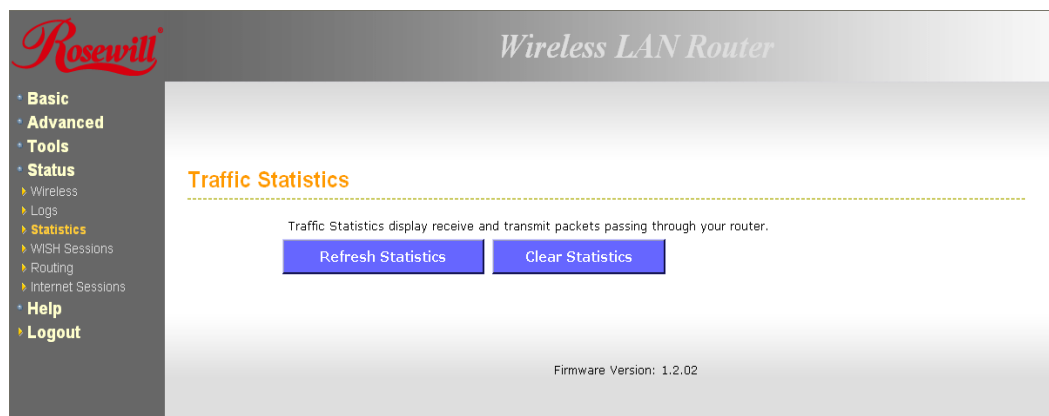 Rosewill
Wireless LAN Router
Basic
Advanced
Tools
Status
Wireless
Logs
Statistics
WISH Sessions
Routing
Internet Sessions
Help
Logout
Traffic Statistics
Traffic Statistics display receive and transmit packets passing through your router.
Refresh Statistics
Clear Statistics
Firmware Version: 1.2.02